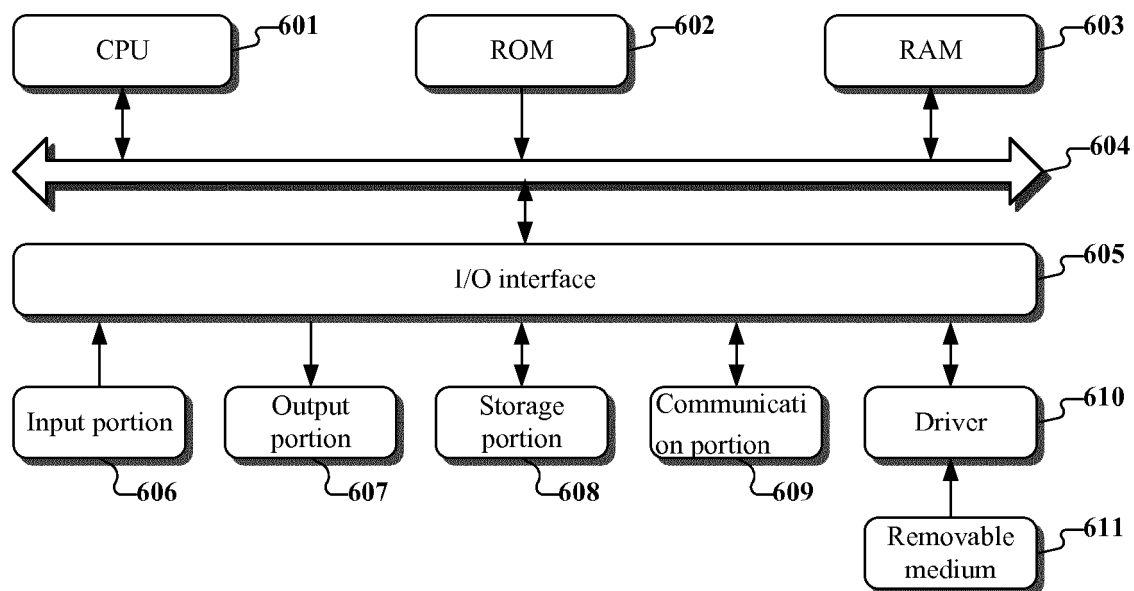 CPU
601
ROM
602
RAM
603
604
I/O interface
605
Input portion
606
Output
portion
607
Storage
portion
608
Communicati
on portion
609
Driver
610
Removable
medium
611